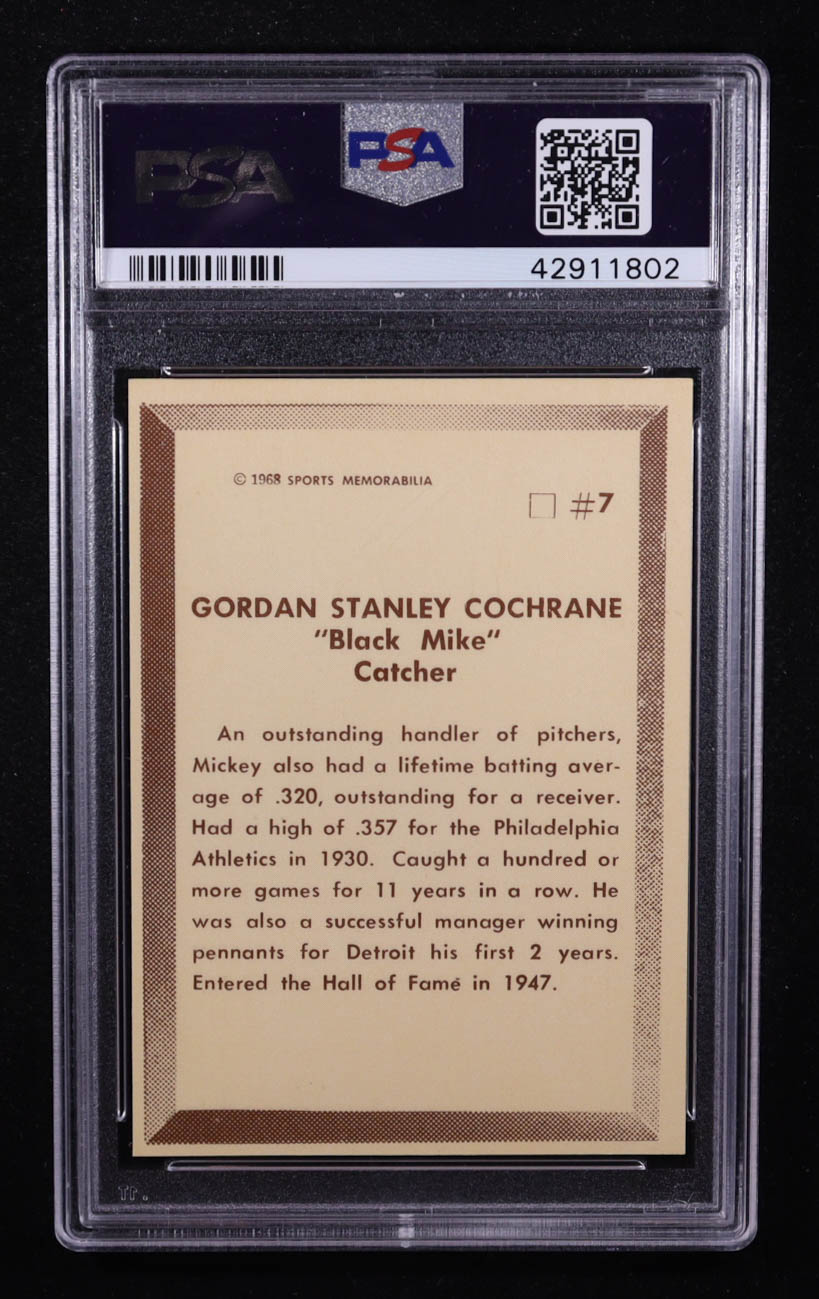 PSA
PSA
42911802
© 1968 SPORTS MEMORABILIA
#7
GORDAN STANLEY COCHRANE
"Black Mike"
Catcher
An outstanding handler of pitchers,
Mickey also had a lifetime batting aver-
age of .320, outstanding for a receiver.
Had a high of .357 for the Philadelphia
Athletics in 1930. Caught a hundred or
more games for 11 years in a row. He
was also a successful manager winning
pennants for Detroit his first 2 years.
Entered the Hall of Fame in 1947.